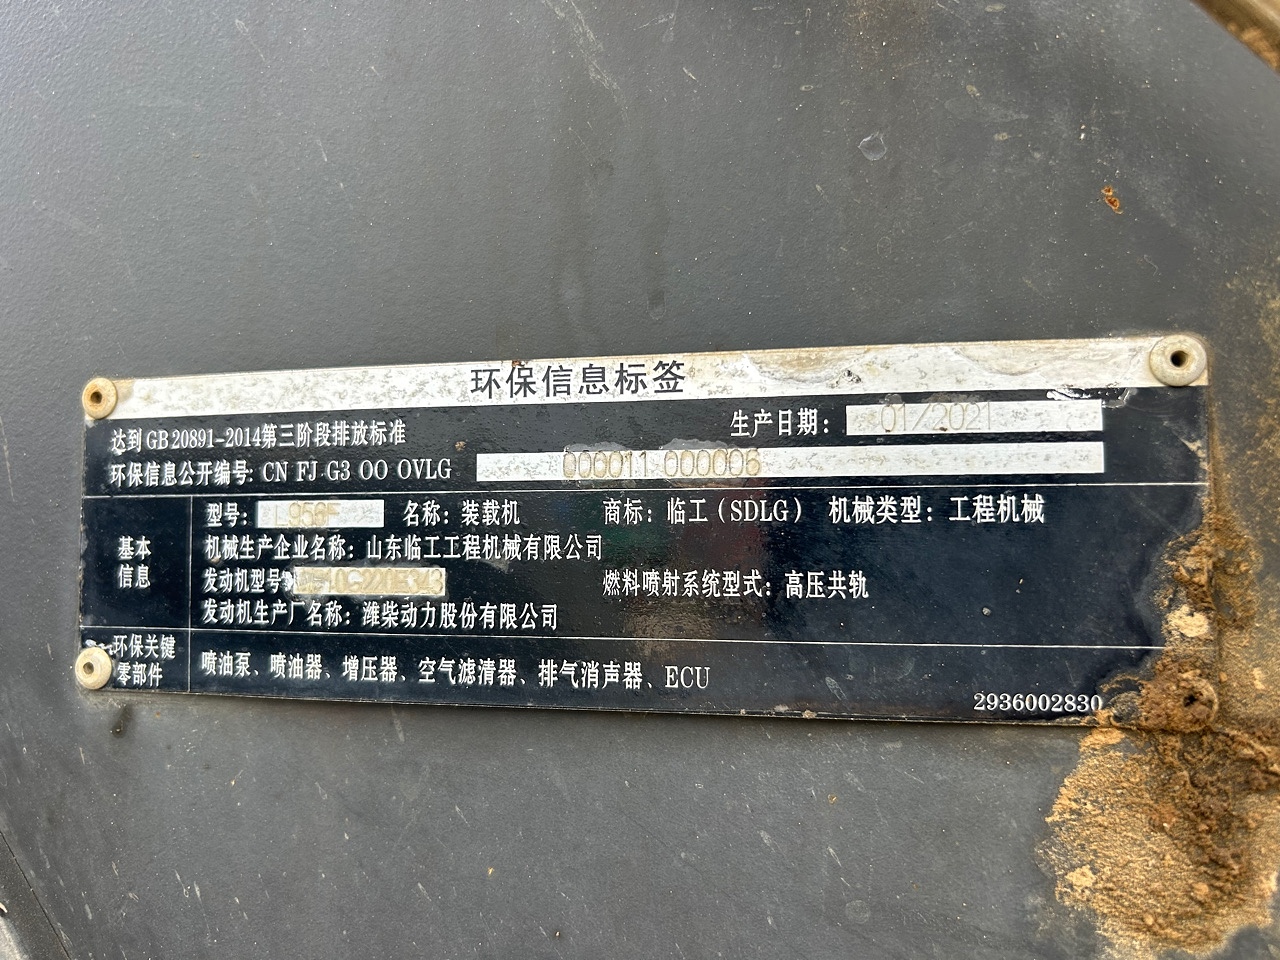 环保信息标签
达到GB 20891-2014第三阶段排放标准 生产日期: 01/2021
环保信息公开编号: CN FJ G3 OO OVLG 000011 000006
基本信息
型号: L956F 名称: 装载机 商标: 临工 (SDLG) 机械类型: 工程机械
机械生产企业名称: 山东临工工程机械有限公司
发动机型号 燃料喷射系统型式: 高压共轨
发动机生产厂名称: 潍柴动力股份有限公司
环保关键零部件
喷油泵、喷油器、增压器、空气滤清器、排气消声器、ECU
2936002830